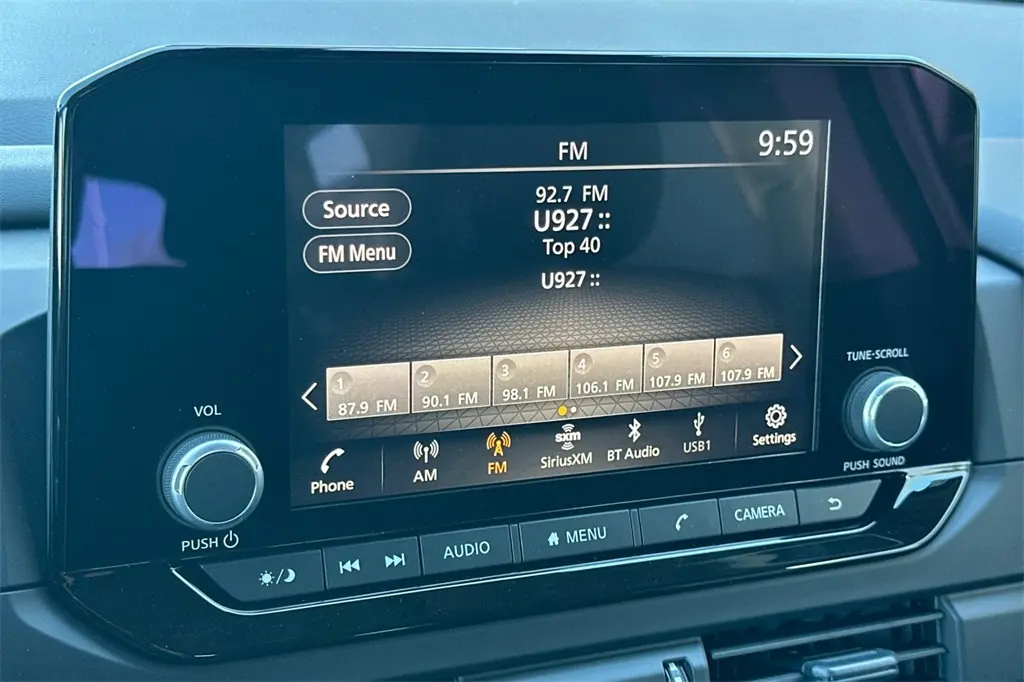 FM
9:59
92.7 FM
Source
U927 ::
Top 40
FM Menu
U927 ::
1
87.9 FM
2
90.1 FM
3
98.1 FM
4
106.1 FM
5
107.9 FM
6
107.9 FM
Phone
AM
FM
sxm
SiriusXM
BT Audio
USB1
Settings
VOL
PUSH
TUNE·SCROLL
PUSH SOUND
AUDIO
MENU
CAMERA